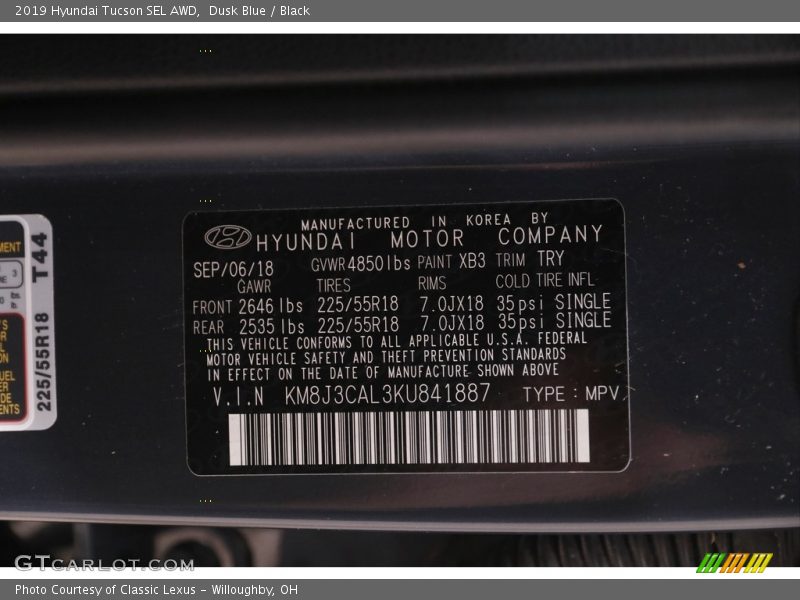 2019 Hyundai Tucson SEL AWD,  Dusk Blue / Black
MANUFACTURED IN KOREA BY
HYUNDAI MOTOR COMPANY
SEP/06/18 GVWR 4850lbs PAINT XB3 TRIM TRY
GAWR TIRES RIMS COLD TIRE INFL
FRONT 2646 lbs 225/55R18 7.0JX18 35psi SINGLE
REAR 2535 lbs 225/55R18 7.0JX18 35psi SINGLE
THIS VEHICLE CONFORMS TO ALL APPLICABLE U.S.A. FEDERAL
MOTOR VEHICLE SAFETY AND THEFT PREVENTION STANDARDS
IN EFFECT ON THE DATE OF MANUFACTURE SHOWN ABOVE
V.I.N KM8J3CAL3KU841887 TYPE : MPV
T44
225/55R18
GTCARLOT.COM
Photo Courtesy of Classic Lexus - Willoughby, OH